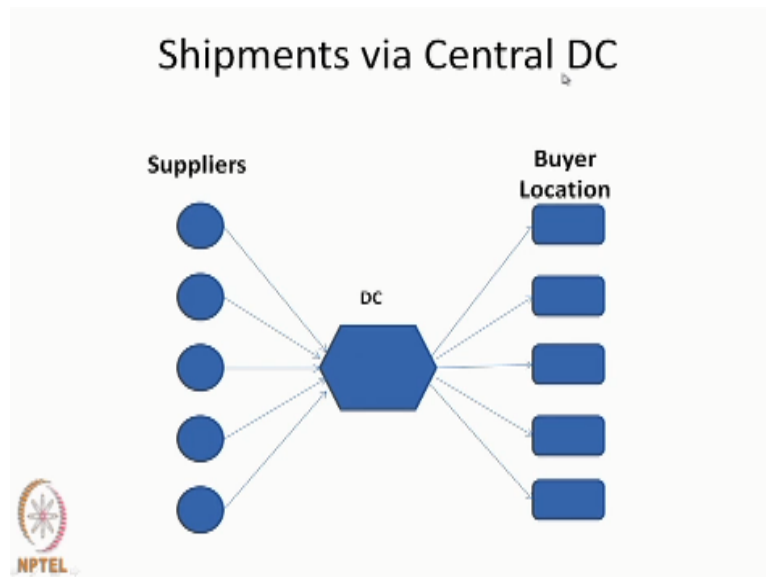 Shipments via Central DC
Suppliers
Buyer
Location
DC
NPTEL